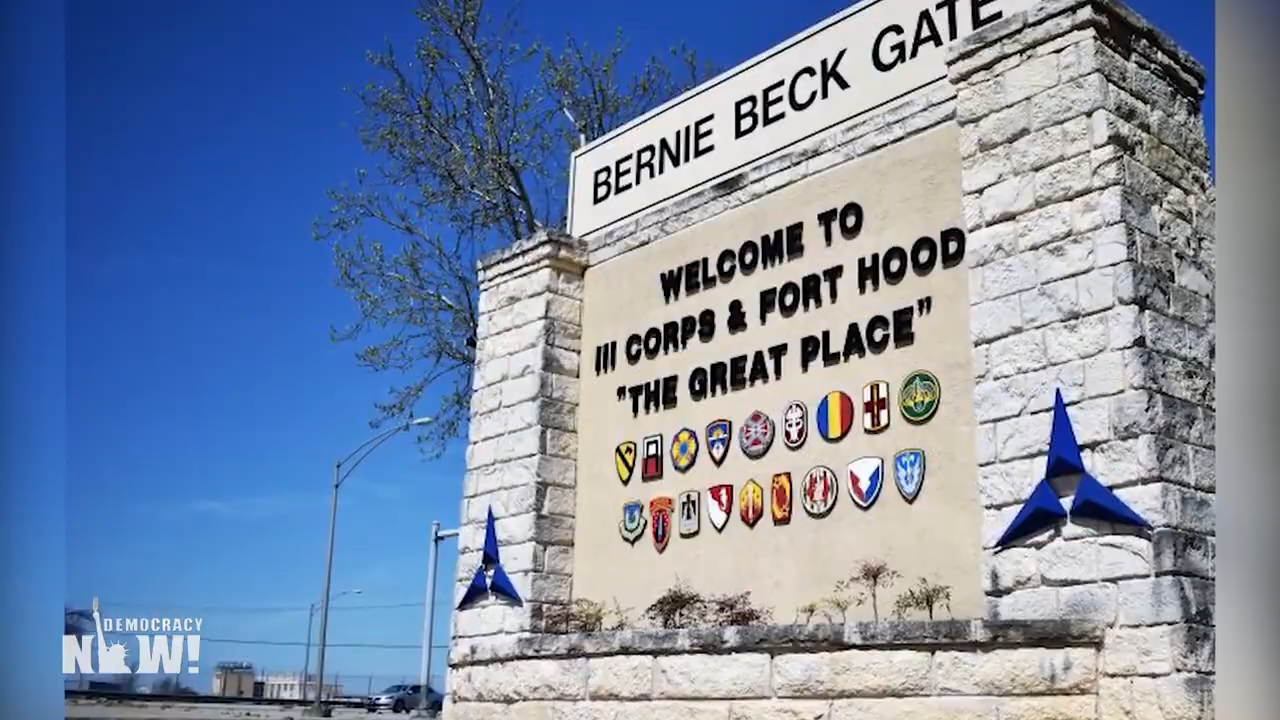 BERNIE BECK GATE
WELCOME TO
III CORPS & FORT HOOD
"THE GREAT PLACE"
DEMOCRACY
NOW!